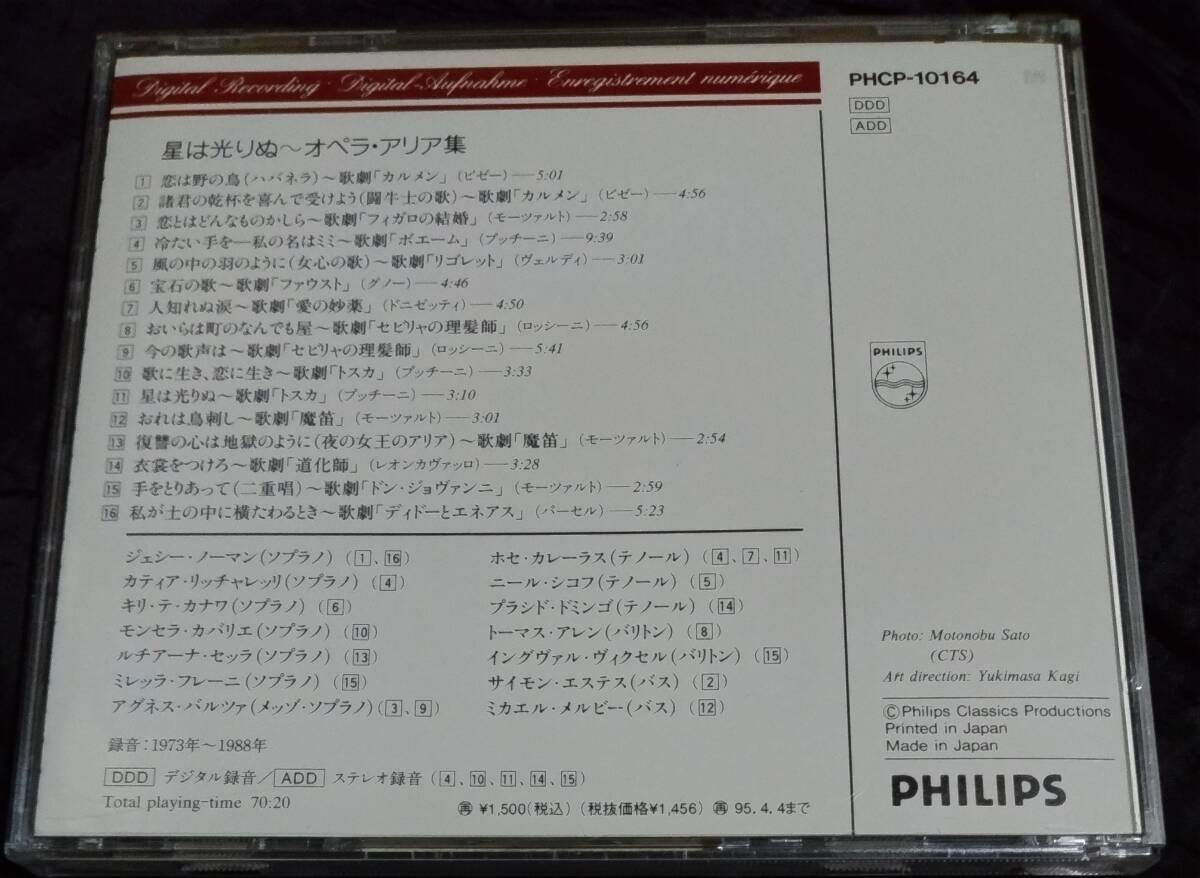 Digital Recording · Digital-Aufnahme · Enregistrement numérique
PHCP-10164
DDD
ADD
星は光りぬ～オペラ・アリア集
1 恋は野の鳥(ハバネラ)～歌劇「カルメン」(ビゼー)—5:01
2 諸君の乾杯を喜んで受けよう(闘牛士の歌)～歌劇「カルメン」(ビゼー)—4:56
3 恋とはどんなものかしら～歌劇「フィガロの結婚」(モーツァルト)—2:58
4 冷たい手を—私の名はミミ～歌劇「ボエーム」(プッチーニ)—9:39
5 風の中の羽のように(女心の歌)～歌劇「リゴレット」(ヴェルディ)—3:01
6 宝石の歌～歌劇「ファウスト」(グノー)—4:46
7 人知れぬ涙～歌劇「愛の妙薬」(ドニゼッティ)—4:50
8 おいらは町のなんでも屋～歌劇「セビリャの理髪師」(ロッシーニ)—4:56
9 今の歌声は～歌劇「セビリャの理髪師」(ロッシーニ)—5:41
10 歌に生き、恋に生き～歌劇「トスカ」(プッチーニ)—3:33
11 星は光りぬ～歌劇「トスカ」(プッチーニ)—3:10
12 おれは鳥刺し～歌劇「魔笛」(モーツァルト)—3:01
13 復讐の心は地獄のように(夜の女王のアリア)～歌劇「魔笛」(モーツァルト)—2:54
14 衣裳をつけろ～歌劇「道化師」(レオンカヴァッロ)—3:28
15 手をとりあって(二重唱)～歌劇「ドン・ジョヴァンニ」(モーツァルト)—2:59
16 私が土の中に横たわるとき～歌劇「ディドーとエネアス」(パーセル)—5:23
ジェシー・ノーマン(ソプラノ)(1、16)
カティア・リッチャレッリ(ソプラノ)(4)
キリ・テ・カナワ(ソプラノ)(6)
モンセラ・カバリエ(ソプラノ)(10)
ルチアーナ・セッラ(ソプラノ)(13)
ミレッラ・フレーニ(ソプラノ)(15)
アグネス・バルツァ(メッゾ・ソプラノ)(3、9)
ホセ・カレーラス(テノール)(4、7、11)
ニール・シコフ(テノール)(5)
プラシド・ドミンゴ(テノール)(14)
トーマス・アレン(バリトン)(8)
イングヴァル・ヴィクセル(バリトン)(15)
サイモン・エステス(バス)(2)
ミカエル・メルビー(バス)(12)
録音：1973年～1988年
DDD デジタル録音／ADD ステレオ録音(4、10、11、14、15)
Total playing-time 70:20
再 ¥1,500(税込)(税抜価格¥1,456) 再 95.4.4まで
PHILIPS
Photo: Motonobu Sato
(CTS)
Art direction: Yukimasa Kagi
©Philips Classics Productions
Printed in Japan
Made in Japan
PHILIPS